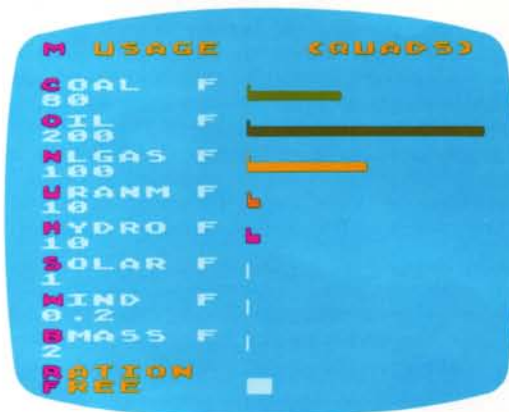 M USAGE (QUADS)
COAL F
80
OIL F
200
NLGAS F
100
URANM F
10
HYDRO F
10
SOLAR F
1
WIND F
0.2
BMASS F
2
RATION
FREE